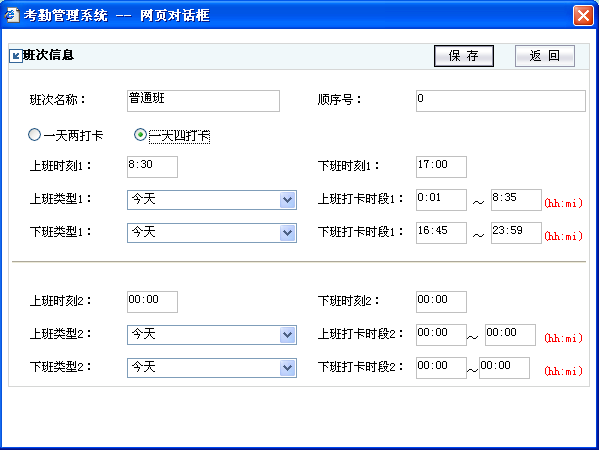 考勤管理系统 -- 网页对话框
班次信息 保 存 返 回
班次名称： 普通班 顺序号： 0
一天两打卡 一天四打卡
上班时刻1： 8:30 下班时刻1： 17:00
上班类型1： 今天 上班打卡时段1： 0:01 ～ 8:35 (hh:mi)
下班类型1： 今天 下班打卡时段1： 16:45 ～ 23:59 (hh:mi)
上班时刻2： 00:00 下班时刻2： 00:00
上班类型2： 今天 上班打卡时段2： 00:00 ～ 00:00 (hh:mi)
下班类型2： 今天 下班打卡时段2： 00:00 ～ 00:00 (hh:mi)